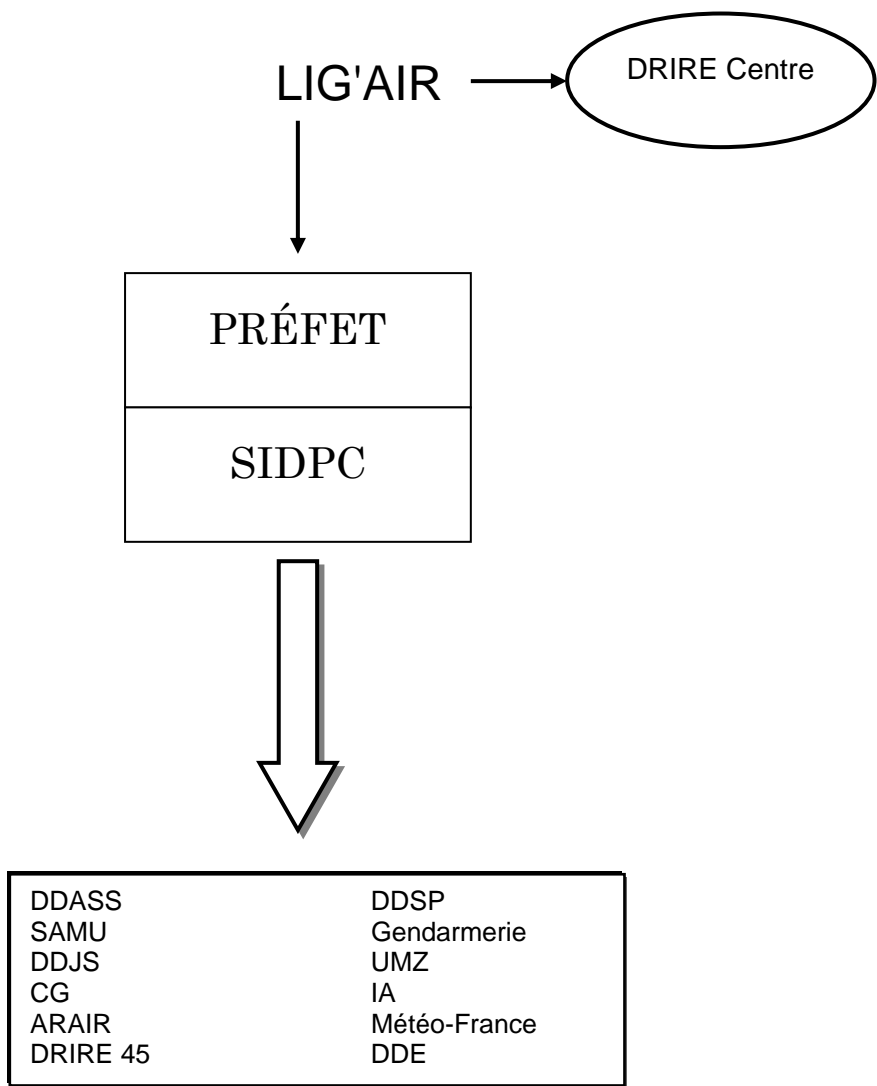 LIG'AIR
DRIRE Centre
PRÉFET
SIDPC
DDASS
SAMU
DDJS
CG
ARAIR
DRIRE 45
DDSP
Gendarmerie
UMZ
IA
Météo-France
DDE